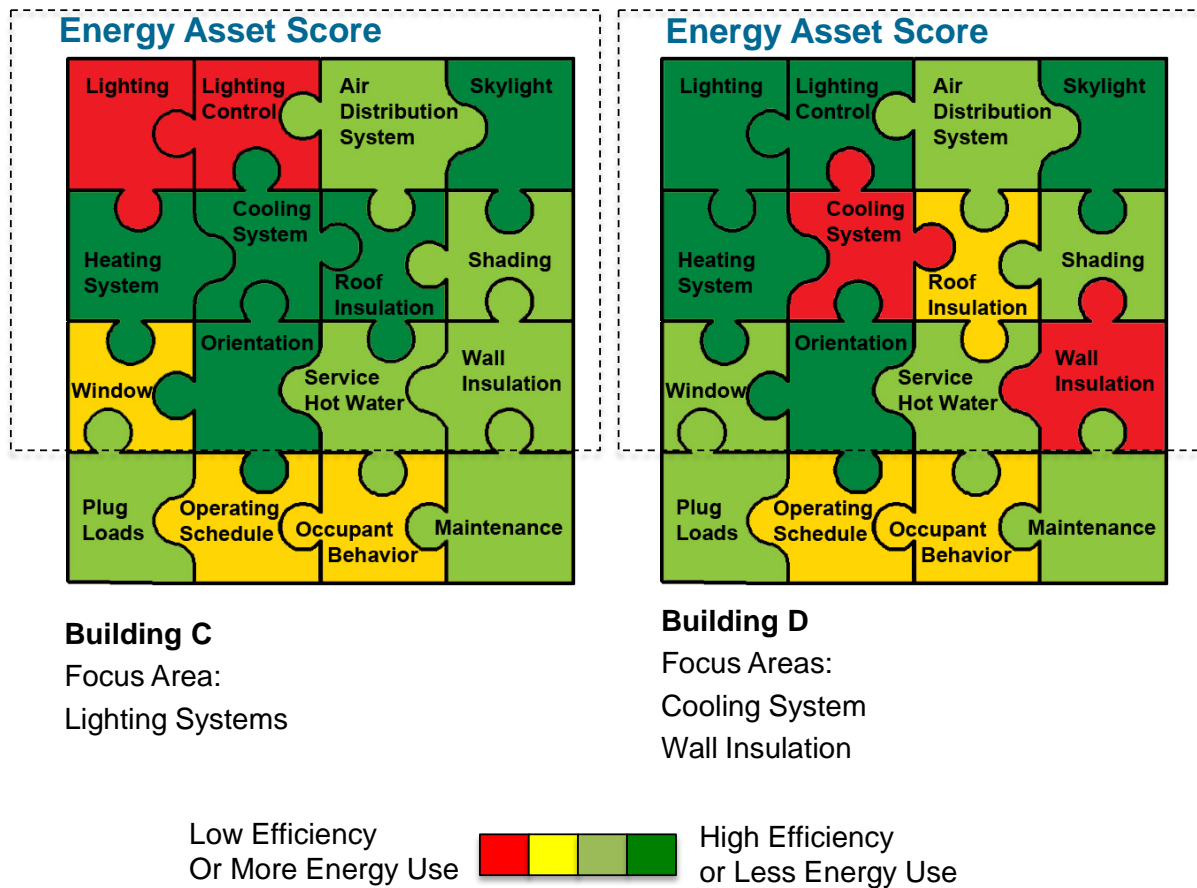 Energy Asset Score
Lighting
Lighting
Control
Air
Distribution
System
Skylight
Heating
System
Cooling
System
Roof
Insulation
Shading
Window
Orientation
Service
Hot Water
Wall
Insulation
Plug
Loads
Operating
Schedule
Occupant
Behavior
Maintenance
Building C
Focus Area:
Lighting Systems
Energy Asset Score
Lighting
Lighting
Control
Air
Distribution
System
Skylight
Heating
System
Cooling
System
Roof
Insulation
Shading
Window
Orientation
Service
Hot Water
Wall
Insulation
Plug
Loads
Operating
Schedule
Occupant
Behavior
Maintenance
Building D
Focus Areas:
Cooling System
Wall Insulation
Low Efficiency
Or More Energy Use
High Efficiency
or Less Energy Use